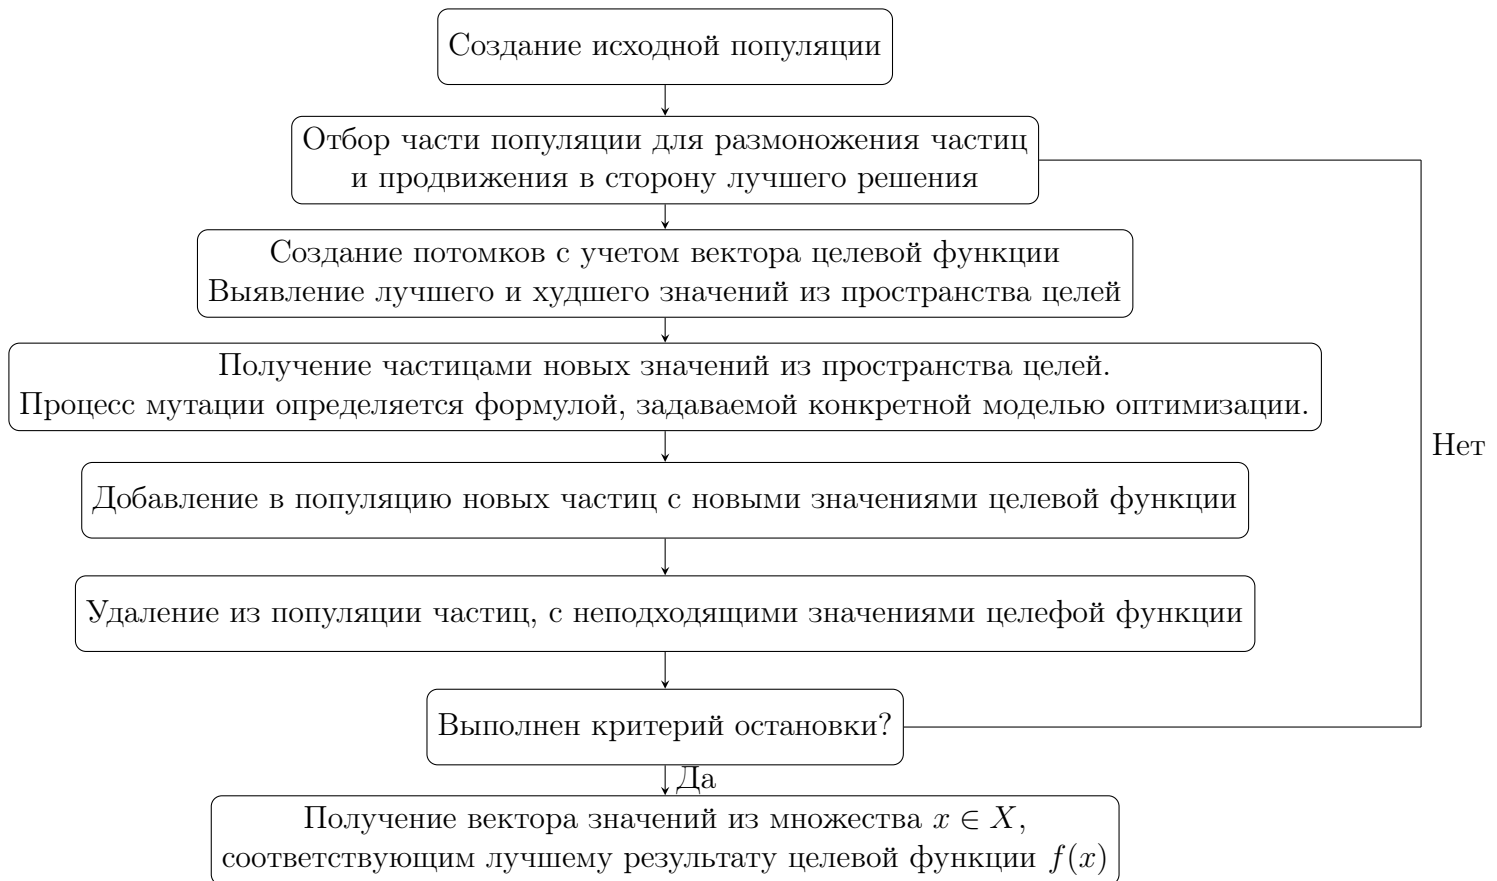 Создание исходной популяции
Отбор части популяции для размоножения частиц
и продвижения в сторону лучшего решения
Создание потомков с учетом вектора целевой функции
Выявление лучшего и худшего значений из пространства целей
Получение частицами новых значений из пространства целей.
Процесс мутации определяется формулой, задаваемой конкретной моделью оптимизации.
Нет
Добавление в популяцию новых частиц с новыми значениями целевой функции
Удаление из популяции частиц, с неподходящими значениями целефой функции
Выполнен критерий остановки?
Да
Получение вектора значений из множества x ∈ X,
соответствующим лучшему результату целевой функции f(x)